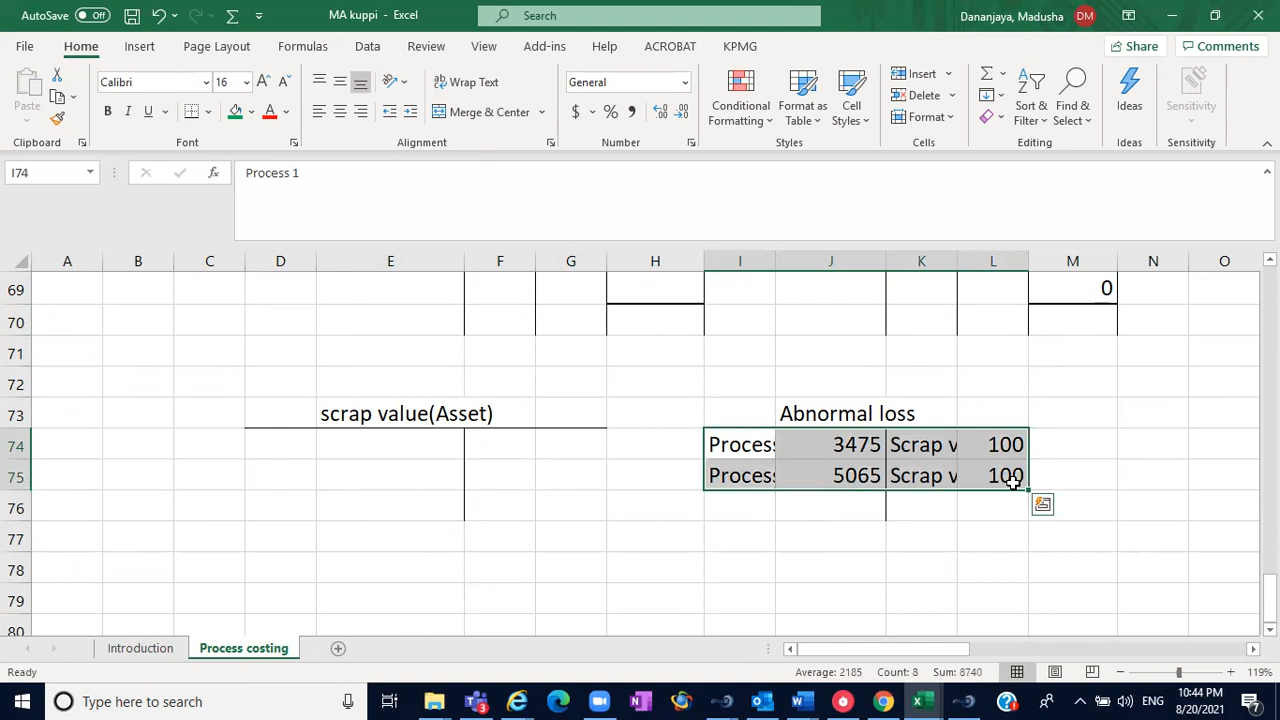 AutoSave Off MA kuppi - Excel Search Dananjaya, Madusha DM
File Home Insert Page Layout Formulas Data Review View Add-ins Help ACROBAT KPMG Share Comments
Paste Calibri 16 Wrap Text General Conditional Formatting Format as Table Cell Styles Insert Sort & Filter Find & Select Ideas Sensitivity
B I U Merge & Center $ % Delete Format
Clipboard Font Alignment Number Styles Cells Editing Ideas Sensitivity
I74 fx Process 1
A B C D E F G H I J K L M N O
69 0
70
71
72
73 scrap value(Asset) Abnormal loss
74 Process 3475 Scrap v 100
75 Process 5065 Scrap v 100
76
77
78
79
80
Introduction Process costing
Ready Average: 2185 Count: 8 Sum: 8740 119%
Type here to search ENG 10:44 PM 8/20/2021